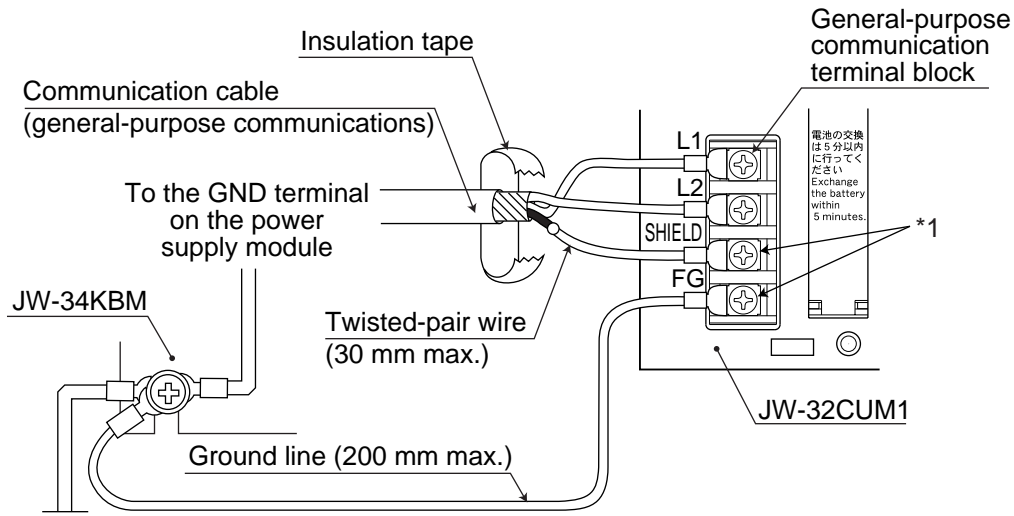 General-purpose
communication
terminal block
Insulation tape
Communication cable
(general-purpose communications)
L1
L2
SHIELD
FG
電池の交換
は5分以内
に行ってく
ださい
Exchange
the battery
within
5 minutes.
*1
To the GND terminal
on the power
supply module
JW-34KBM
Twisted-pair wire
(30 mm max.)
JW-32CUM1
Ground line (200 mm max.)